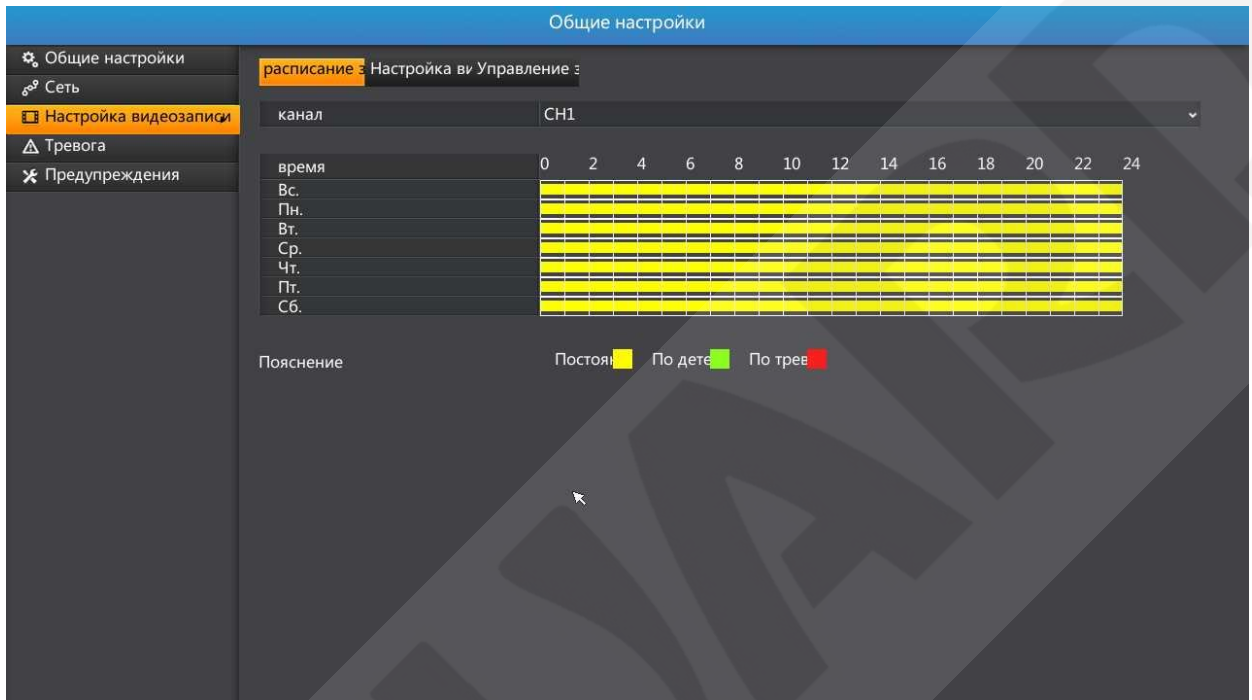 Общие настройки
Общие настройки
Сеть
Настройка видеозаписи
Тревога
Предупреждения
расписание з Настройка ви Управление з
канал CH1
время 0 2 4 6 8 10 12 14 16 18 20 22 24
Вс.
Пн.
Вт.
Ср.
Чт.
Пт.
Сб.
Пояснение Постоян По дете По трев